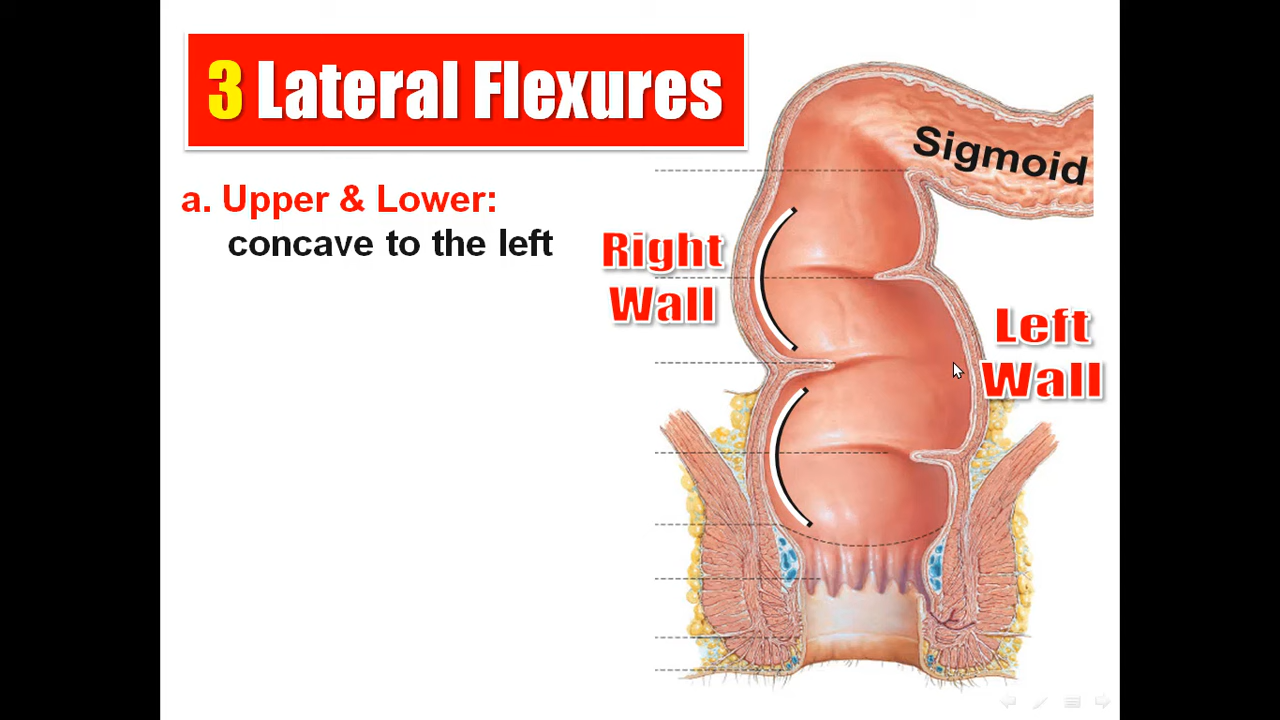 3 Lateral Flexures
a. Upper & Lower:
concave to the left
Sigmoid
Right
Wall
Left
Wall